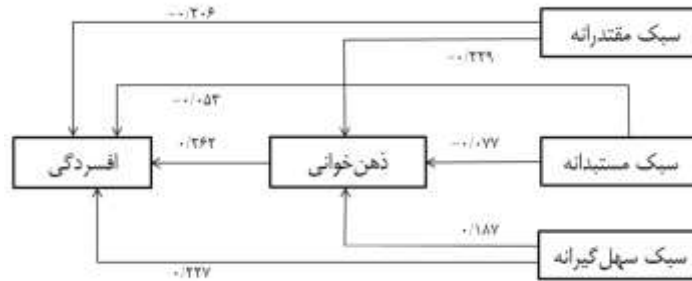 سبک مقتدرانه
-۰/۲۰۶
-۰/۲۲۹
-۰/۰۵۳
سبک مستبدانه
-۰/۰۷۷
ذهن‌خوانی
۰/۲۶۲
افسردگی
۰/۱۸۷
سبک سهل‌گیرانه
۰/۲۲۷